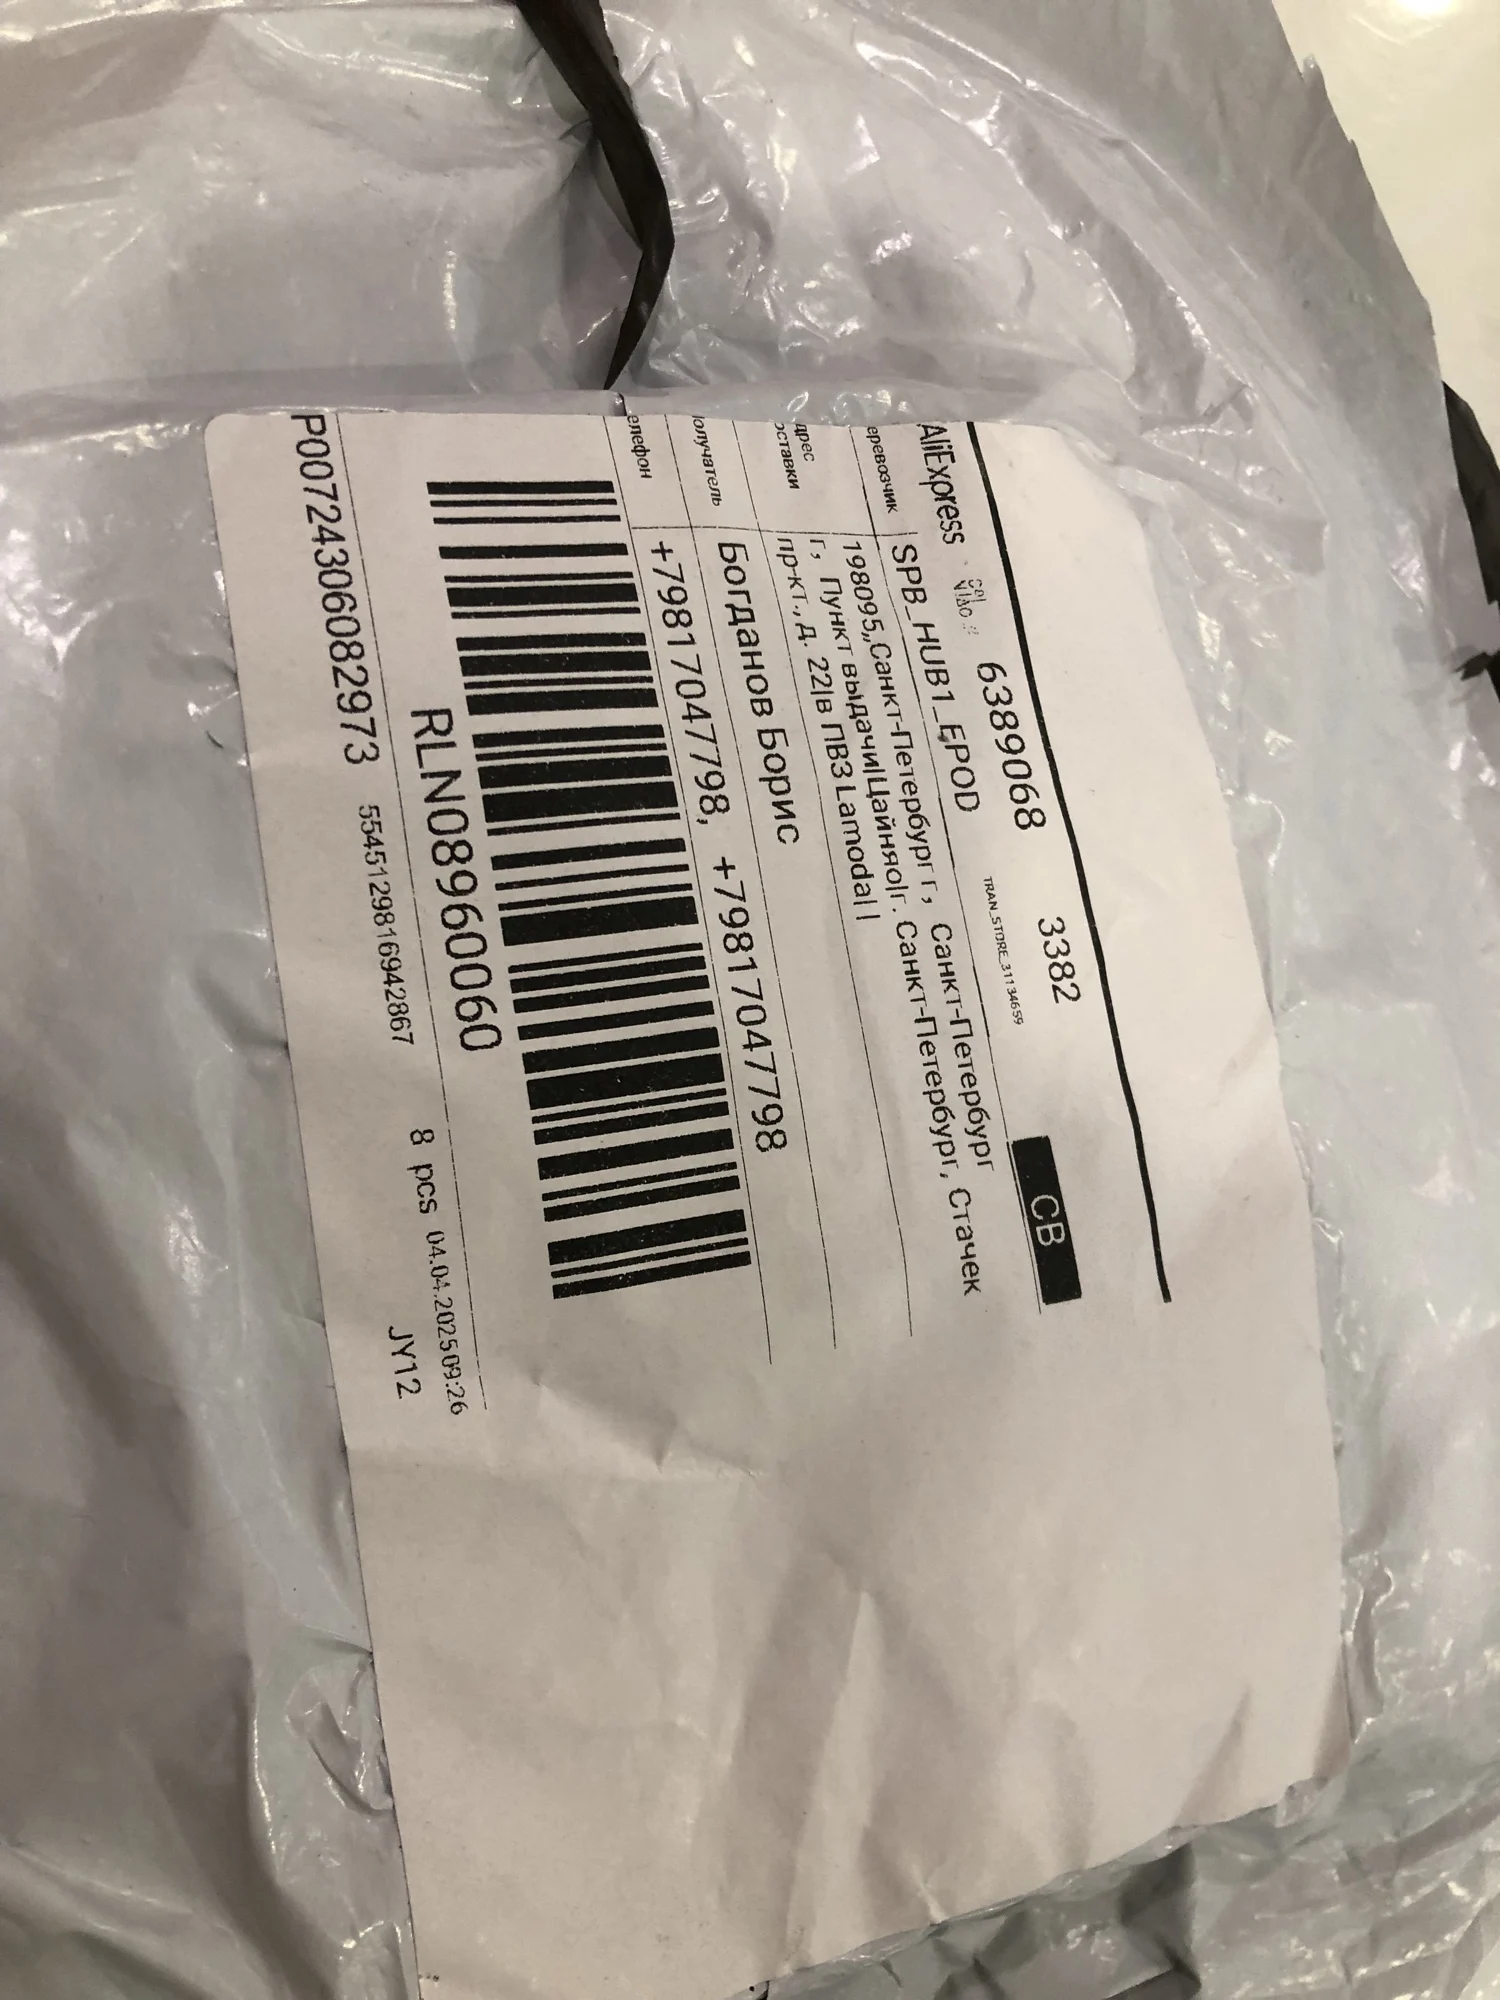 AliExpress 6389068 3382 CB
TRAN_STORE_31134659
еревозчик SPB_HUB1_EPOD
дрес оставки 198095,,Санкт-Петербург г, Санкт-Петербург
г, Пункт выдачи|Цайняо|г. Санкт-Петербург, Стачек
пр-кт., д. 22|в ПВЗ Lamoda| |
олучатель Богданов Борис
елефон +79817047798, +79817047798
RLN08960060
P00724306082973 5545129816942867 8 pcs 04.04.2025 09:26
JY12